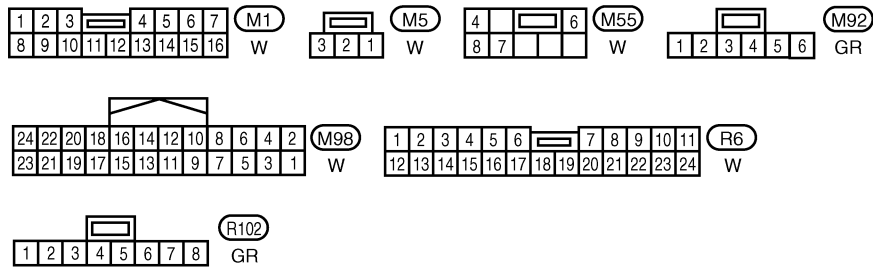 1 2 3 4 5 6 7 M1
8 9 10 11 12 13 14 15 16 W
M5
3 2 1 W
4 6 M55
8 7 W
M92
1 2 3 4 5 6 GR
24 22 20 18 16 14 12 10 8 6 4 2 M98
23 21 19 17 15 13 11 9 7 5 3 1 W
1 2 3 4 5 6 7 8 9 10 11 R6
12 13 14 15 16 17 18 19 20 21 22 23 24 W
R102
1 2 3 4 5 6 7 8 GR